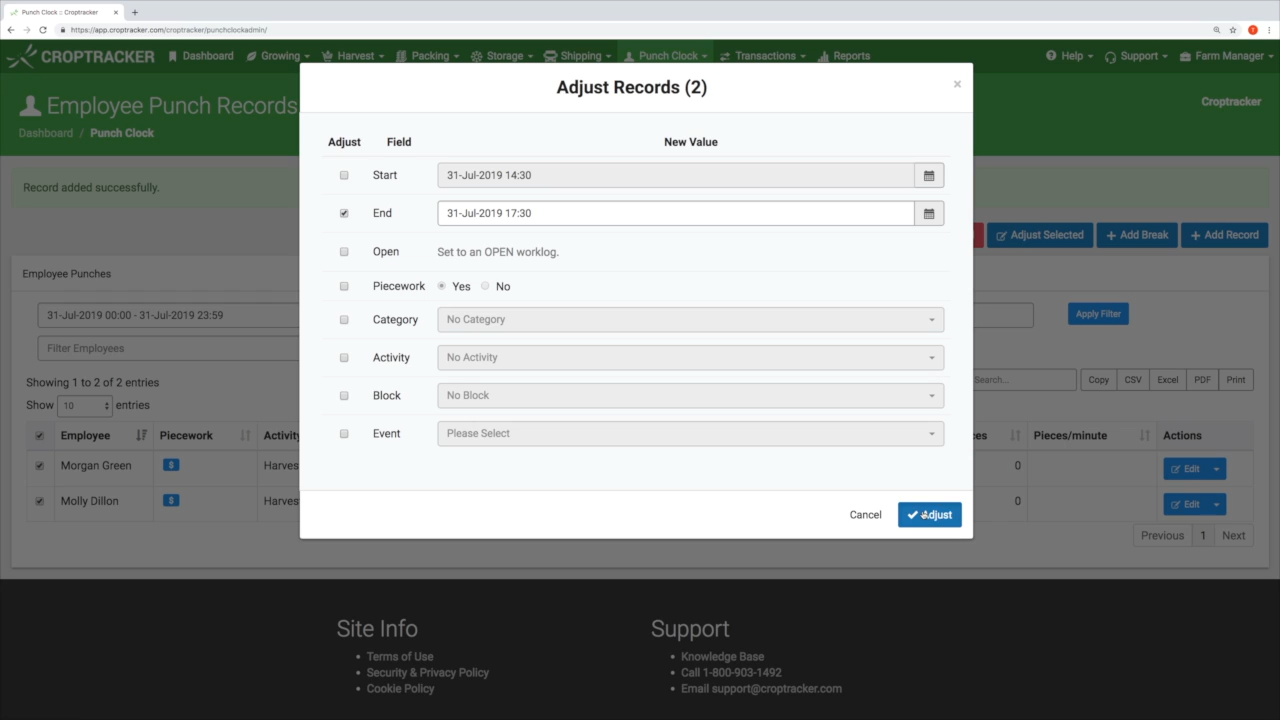 Punch Clock :: Croptracker
https://app.croptracker.com/croptracker/punchclockadmin/
CROPTRACKER Dashboard Growing Harvest Packing Storage Shipping Punch Clock Transactions Reports Help Support Farm Manager
Employee Punch Records
Croptracker
Dashboard / Punch Clock
Record added successfully.
Adjust Selected + Add Break + Add Record
Employee Punches
31-Jul-2019 00:00 - 31-Jul-2019 23:59
Apply Filter
Filter Employees
Showing 1 to 2 of 2 entries
Search... Copy CSV Excel PDF Print
Show 10 entries
Employee Piecework Activity Pieces/minute Actions
Morgan Green $ Harves 0 Edit
Molly Dillon $ Harves 0 Edit
Previous 1 Next
Adjust Records (2)
×
Adjust Field New Value
Start 31-Jul-2019 14:30
End 31-Jul-2019 17:30
Open Set to an OPEN worklog.
Piecework Yes No
Category No Category
Activity No Activity
Block No Block
Event Please Select
Cancel Adjust
Site Info
Terms of Use
Security & Privacy Policy
Cookie Policy
Support
Knowledge Base
Call 1-800-903-1492
Email support@croptracker.com